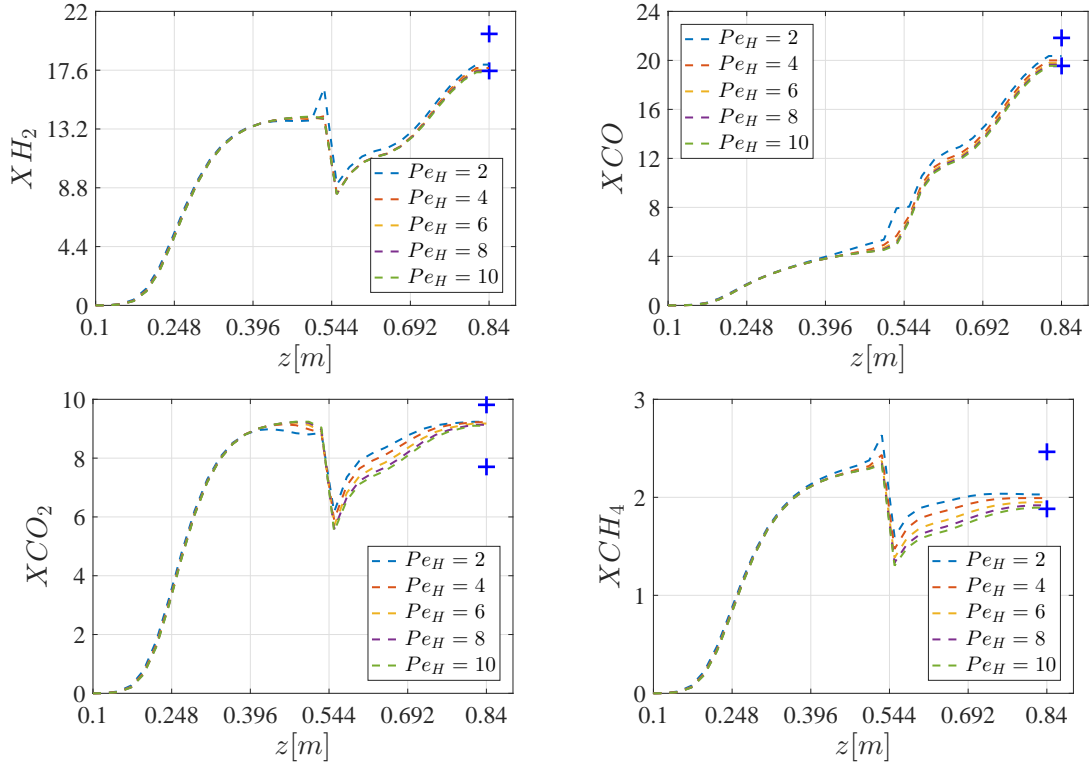 22
17.6
13.2
8.8
4.4
0
XH₂
Pe_H = 2
Pe_H = 4
Pe_H = 6
Pe_H = 8
Pe_H = 10
0.1 0.248 0.396 0.544 0.692 0.84
z[m]
24
20
16
12
8
4
0
XCO
Pe_H = 2
Pe_H = 4
Pe_H = 6
Pe_H = 8
Pe_H = 10
0.1 0.248 0.396 0.544 0.692 0.84
z[m]
10
8
6
4
2
0
XCO₂
Pe_H = 2
Pe_H = 4
Pe_H = 6
Pe_H = 8
Pe_H = 10
0.1 0.248 0.396 0.544 0.692 0.84
z[m]
3
2
1
0
XCH₄
Pe_H = 2
Pe_H = 4
Pe_H = 6
Pe_H = 8
Pe_H = 10
0.1 0.248 0.396 0.544 0.692 0.84
z[m]